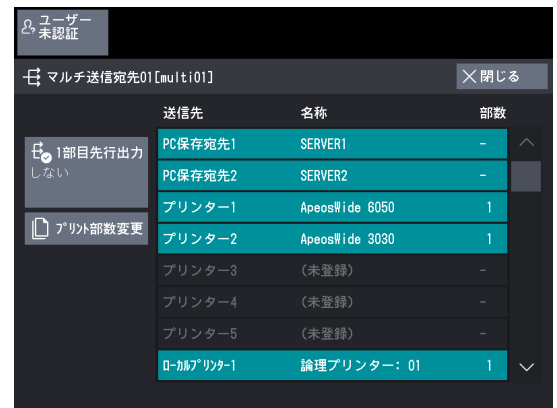 ユーザー
未認証
マルチ送信宛先01[multi01]
閉じる
送信先 名称 部数
1部目先行出力
しない
プリント部数変更
PC保存宛先1 SERVER1 -
PC保存宛先2 SERVER2 -
プリンター1 ApeosWide 6050 1
プリンター2 ApeosWide 3030 1
プリンター3 (未登録) -
プリンター4 (未登録) -
プリンター5 (未登録) -
ローカルプリンター1 論理プリンター: 01 1